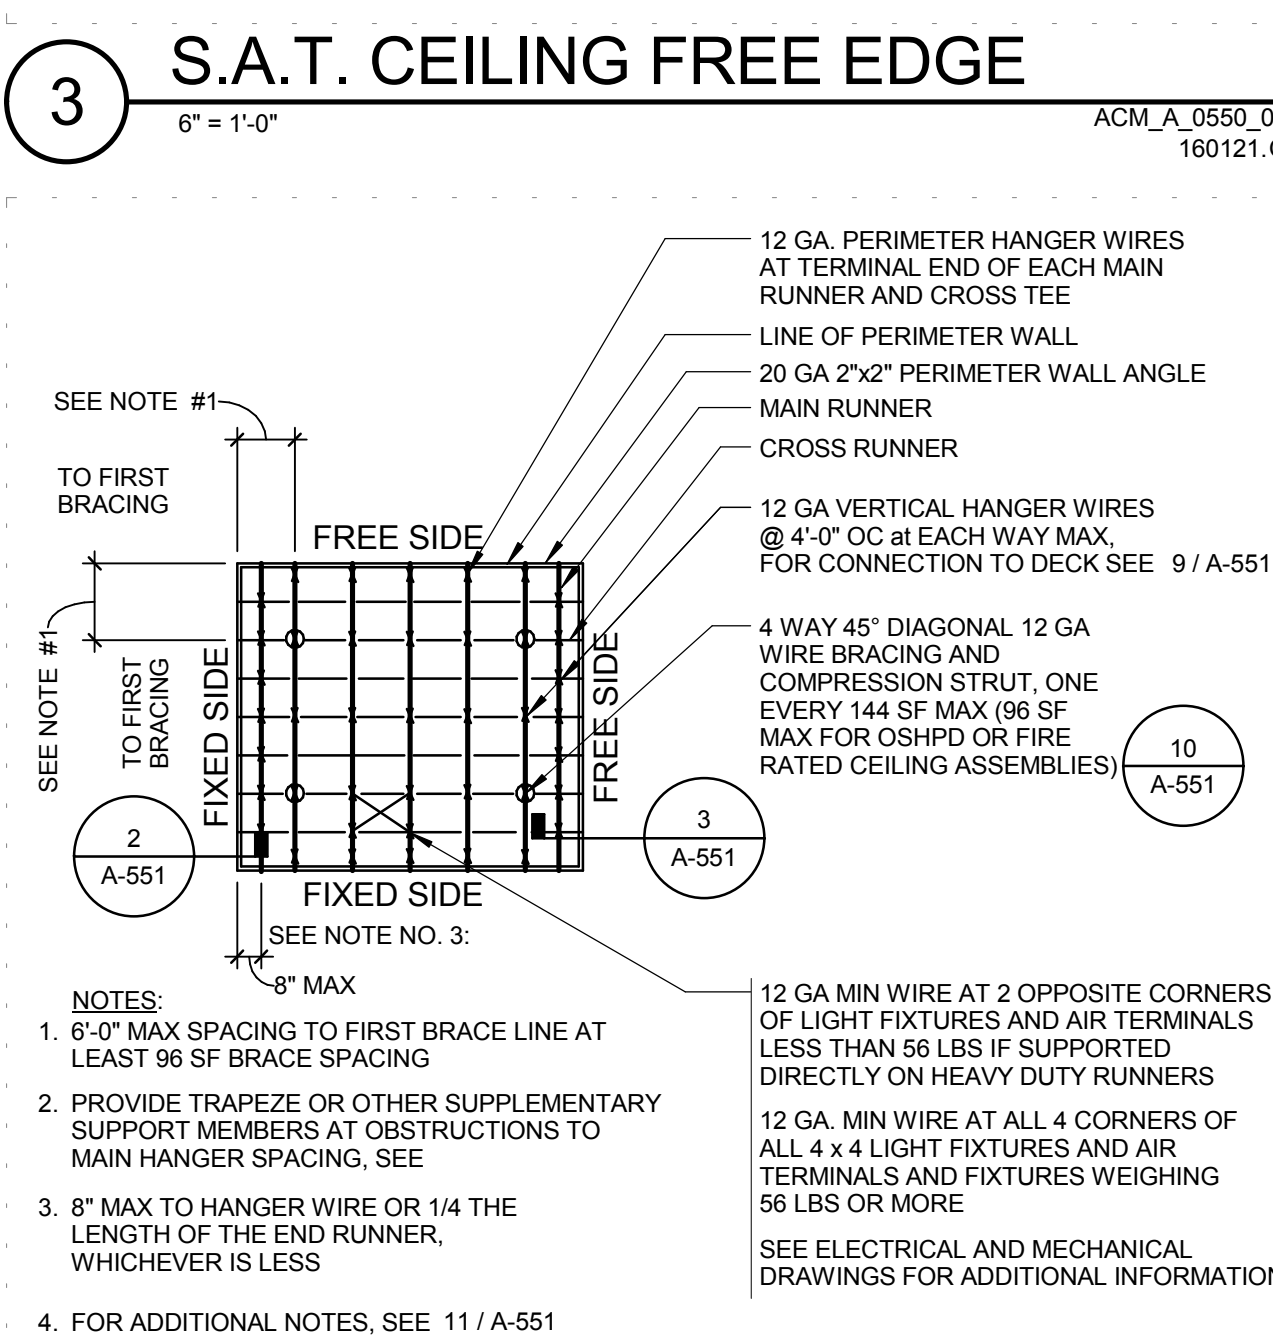 3
S.A.T. CEILING FREE EDGE
6" = 1'-0"
ACM_A_0550_0
160121.
12 GA. PERIMETER HANGER WIRES
AT TERMINAL END OF EACH MAIN
RUNNER AND CROSS TEE
LINE OF PERIMETER WALL
20 GA 2"x2" PERIMETER WALL ANGLE
MAIN RUNNER
CROSS RUNNER
12 GA VERTICAL HANGER WIRES
@ 4'-0" OC at EACH WAY MAX,
FOR CONNECTION TO DECK SEE 9 / A-551
4 WAY 45° DIAGONAL 12 GA
WIRE BRACING AND
COMPRESSION STRUT, ONE
EVERY 144 SF MAX (96 SF
MAX FOR OSHPD OR FIRE
RATED CEILING ASSEMBLIES)
10
A-551
SEE NOTE #1
TO FIRST
BRACING
FREE SIDE
SEE NOTE #1
TO FIRST
BRACING
FIXED SIDE
FREE SIDE
2
A-551
3
A-551
FIXED SIDE
SEE NOTE NO. 3:
8" MAX
NOTES:
1. 6'-0" MAX SPACING TO FIRST BRACE LINE AT
LEAST 96 SF BRACE SPACING
2. PROVIDE TRAPEZE OR OTHER SUPPLEMENTARY
SUPPORT MEMBERS AT OBSTRUCTIONS TO
MAIN HANGER SPACING, SEE
3. 8" MAX TO HANGER WIRE OR 1/4 THE
LENGTH OF THE END RUNNER,
WHICHEVER IS LESS
4. FOR ADDITIONAL NOTES, SEE 11 / A-551
12 GA MIN WIRE AT 2 OPPOSITE CORNERS
OF LIGHT FIXTURES AND AIR TERMINALS
LESS THAN 56 LBS IF SUPPORTED
DIRECTLY ON HEAVY DUTY RUNNERS
12 GA. MIN WIRE AT ALL 4 CORNERS OF
ALL 4 x 4 LIGHT FIXTURES AND AIR
TERMINALS AND FIXTURES WEIGHING
56 LBS OR MORE
SEE ELECTRICAL AND MECHANICAL
DRAWINGS FOR ADDITIONAL INFORMATION